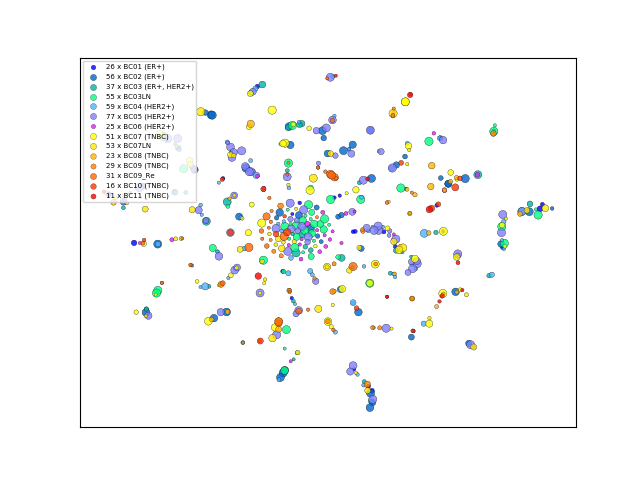 26 x BC01 (ER+)
56 x BC02 (ER+)
37 x BC03 (ER+, HER2+)
55 x BC03LN
59 x BC04 (HER2+)
77 x BC05 (HER2+)
25 x BC06 (HER2+)
51 x BC07 (TNBC)
53 x BC07LN
23 x BC08 (TNBC)
29 x BC09 (TNBC)
31 x BC09_Re
16 x BC10 (TNBC)
11 x BC11 (TNBC)